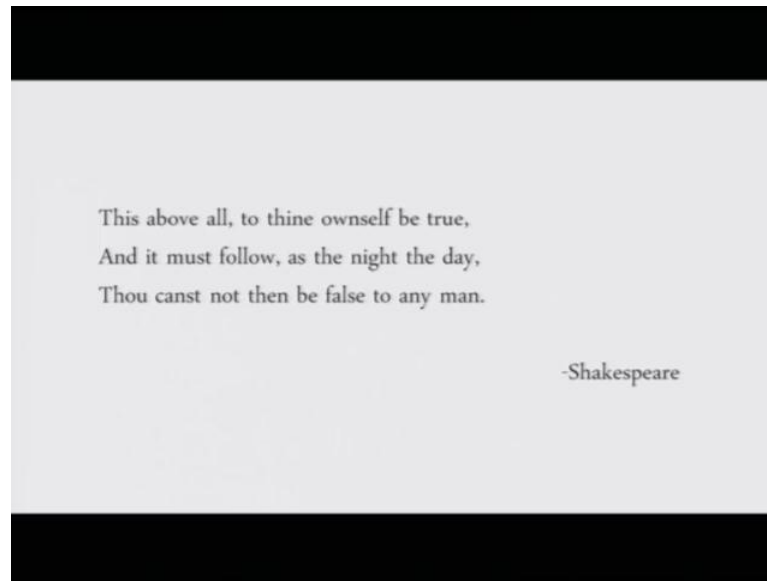 This above all, to thine ownself be true,
And it must follow, as the night the day,
Thou canst not then be false to any man.
-Shakespeare